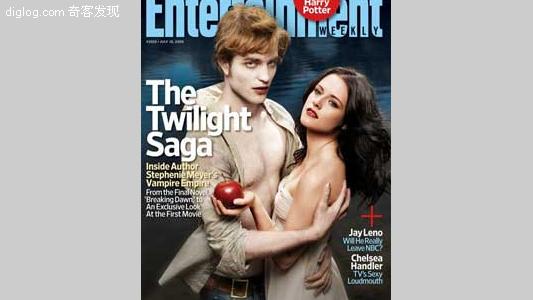 diglog.com 奇客发现
Harry
Potter
Entertainment
WEEKLY
The
Twilight
Saga
Inside Author
Stephenie Meyer's
Vampire Empire
From the Final Novel,
'Breaking Dawn,' to
An Exclusive Look
At the First Movie
+
Jay Leno
Will He Really
Leave NBC?
Chelsea
Handler
TV's Sexy
Loudmouth